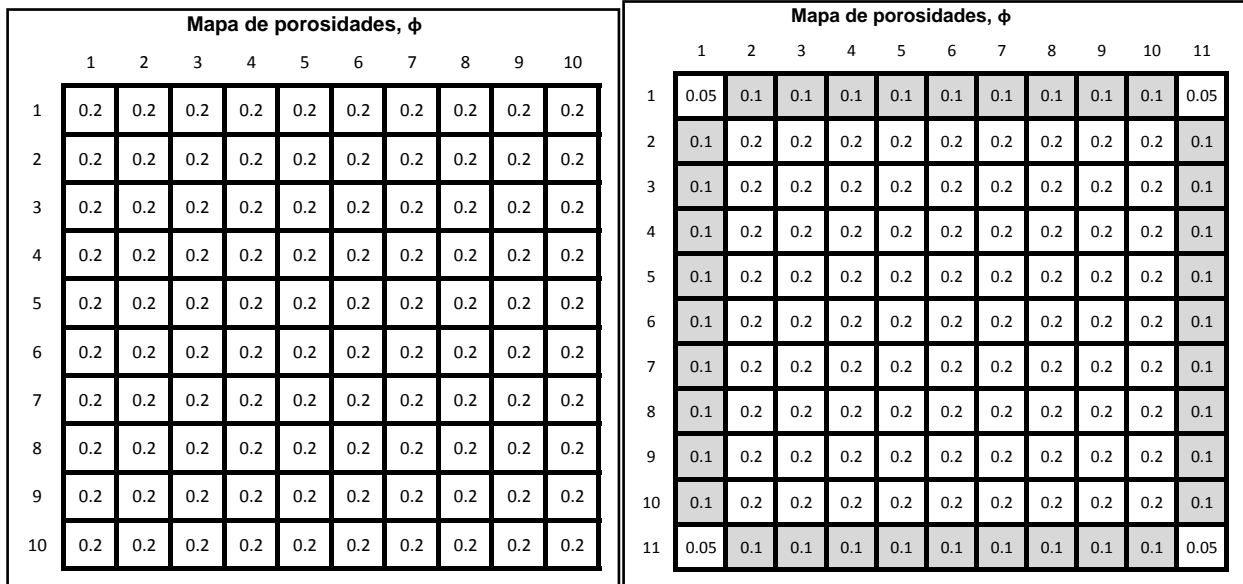 Mapa de porosidades, ϕ
1 2 3 4 5 6 7 8 9 10
1 0.2 0.2 0.2 0.2 0.2 0.2 0.2 0.2 0.2 0.2
2 0.2 0.2 0.2 0.2 0.2 0.2 0.2 0.2 0.2 0.2
3 0.2 0.2 0.2 0.2 0.2 0.2 0.2 0.2 0.2 0.2
4 0.2 0.2 0.2 0.2 0.2 0.2 0.2 0.2 0.2 0.2
5 0.2 0.2 0.2 0.2 0.2 0.2 0.2 0.2 0.2 0.2
6 0.2 0.2 0.2 0.2 0.2 0.2 0.2 0.2 0.2 0.2
7 0.2 0.2 0.2 0.2 0.2 0.2 0.2 0.2 0.2 0.2
8 0.2 0.2 0.2 0.2 0.2 0.2 0.2 0.2 0.2 0.2
9 0.2 0.2 0.2 0.2 0.2 0.2 0.2 0.2 0.2 0.2
10 0.2 0.2 0.2 0.2 0.2 0.2 0.2 0.2 0.2 0.2
Mapa de porosidades, ϕ
1 2 3 4 5 6 7 8 9 10 11
1 0.05 0.1 0.1 0.1 0.1 0.1 0.1 0.1 0.1 0.1 0.05
2 0.1 0.2 0.2 0.2 0.2 0.2 0.2 0.2 0.2 0.2 0.1
3 0.1 0.2 0.2 0.2 0.2 0.2 0.2 0.2 0.2 0.2 0.1
4 0.1 0.2 0.2 0.2 0.2 0.2 0.2 0.2 0.2 0.2 0.1
5 0.1 0.2 0.2 0.2 0.2 0.2 0.2 0.2 0.2 0.2 0.1
6 0.1 0.2 0.2 0.2 0.2 0.2 0.2 0.2 0.2 0.2 0.1
7 0.1 0.2 0.2 0.2 0.2 0.2 0.2 0.2 0.2 0.2 0.1
8 0.1 0.2 0.2 0.2 0.2 0.2 0.2 0.2 0.2 0.2 0.1
9 0.1 0.2 0.2 0.2 0.2 0.2 0.2 0.2 0.2 0.2 0.1
10 0.1 0.2 0.2 0.2 0.2 0.2 0.2 0.2 0.2 0.2 0.1
11 0.05 0.1 0.1 0.1 0.1 0.1 0.1 0.1 0.1 0.1 0.05